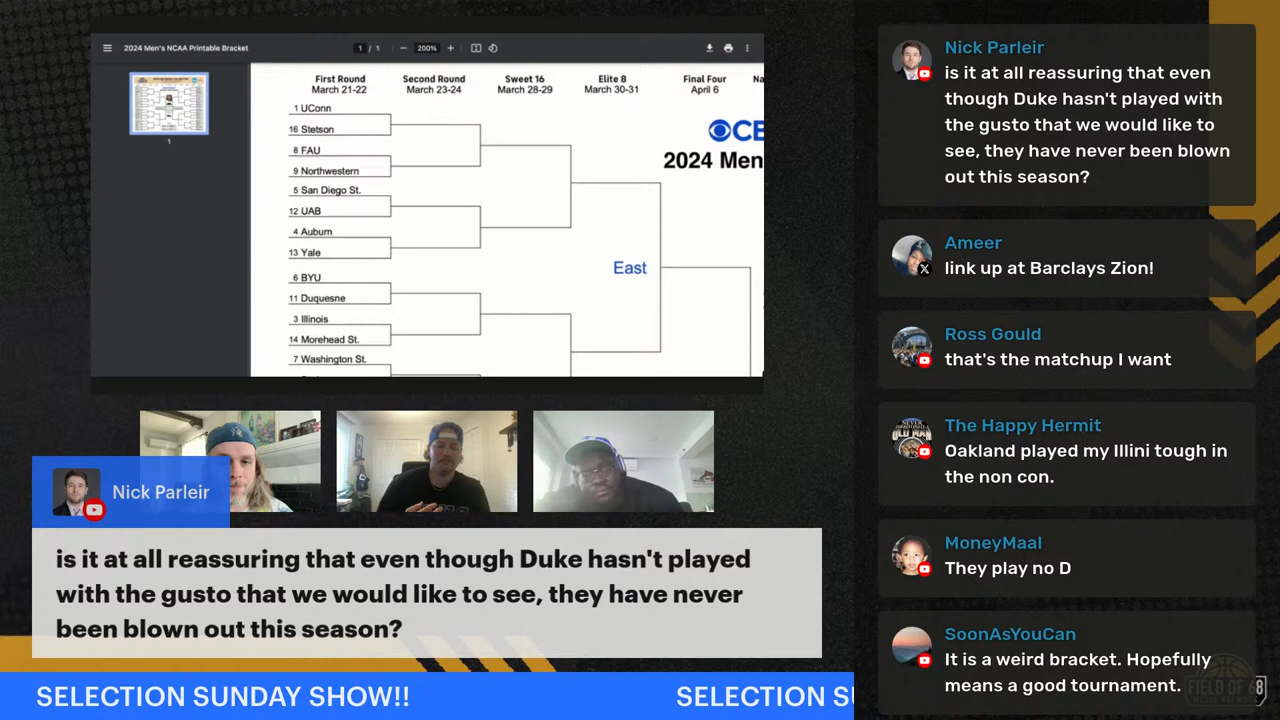 2024 Men's NCAA Printable Bracket
1 / 1
200%
1
First Round
March 21-22
Second Round
March 23-24
Sweet 16
March 28-29
Elite 8
March 30-31
Final Four
April 6
Na
1 UConn
16 Stetson
8 FAU
9 Northwestern
5 San Diego St.
12 UAB
4 Auburn
13 Yale
6 BYU
11 Duquesne
3 Illinois
14 Morehead St.
7 Washington St.
East
CB
2024 Men
Nick Parleir
is it at all reassuring that even though Duke hasn't played
with the gusto that we would like to see, they have never
been blown out this season?
SELECTION SUNDAY SHOW!!
SELECTION SU
Nick Parleir
is it at all reassuring that even
though Duke hasn't played with
the gusto that we would like to
see, they have never been blown
out this season?
Ameer
link up at Barclays Zion!
Ross Gould
that's the matchup I want
The Happy Hermit
Oakland played my Illini tough in
the non con.
MoneyMaal
They play no D
SoonAsYouCan
It is a weird bracket. Hopefully
means a good tournament.
FIELD OF 68